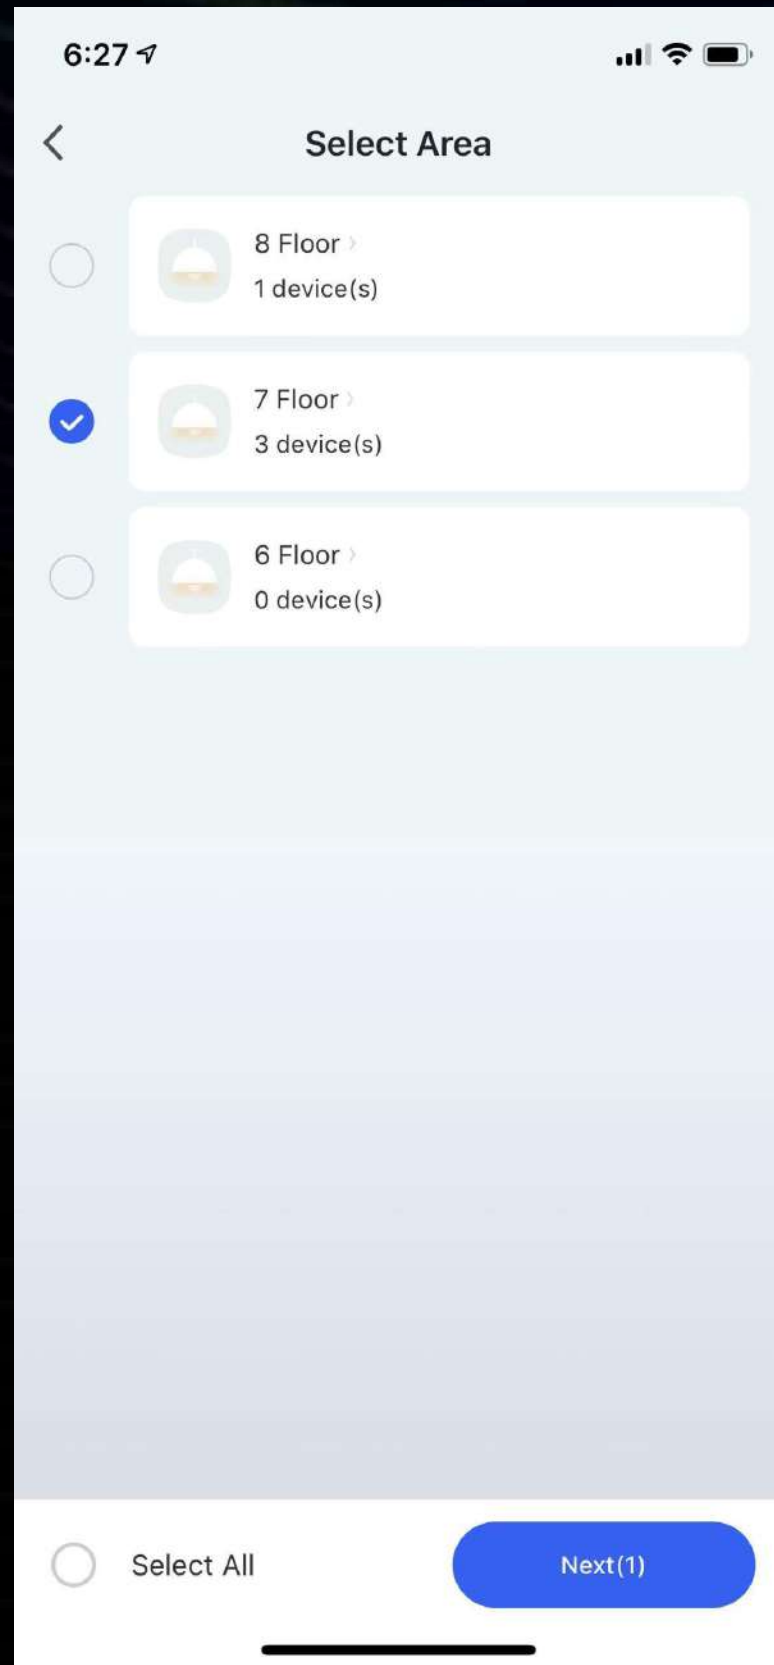 6:27
Select Area
8 Floor
1 device(s)
7 Floor
3 device(s)
6 Floor
0 device(s)
Select All
Next(1)